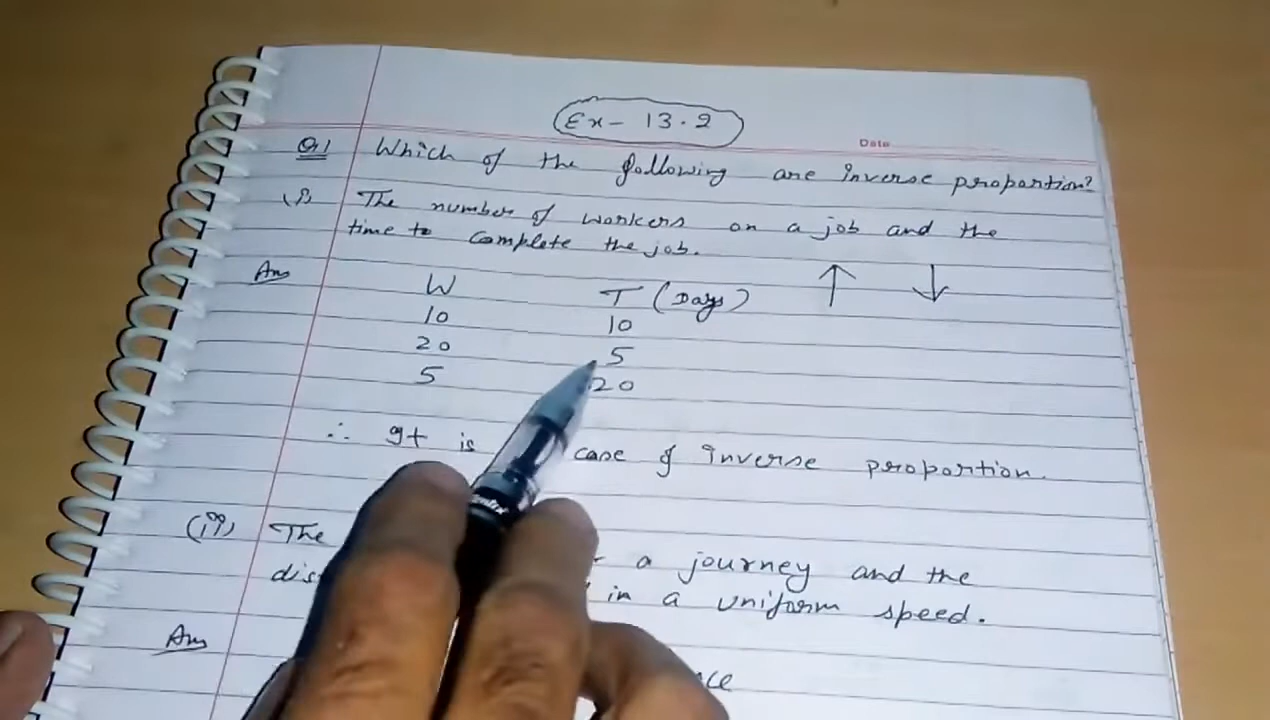 Ex- 13.2
Date
Q1 Which of the following are inverse proportion?
(i) The number of workers on a job and the
time to complete the job.
Ans W T (Days)
10 10
20 5
5 20
∴ It is case of inverse proportion.
(ii) The a journey and the
in a uniform speed.
Ans